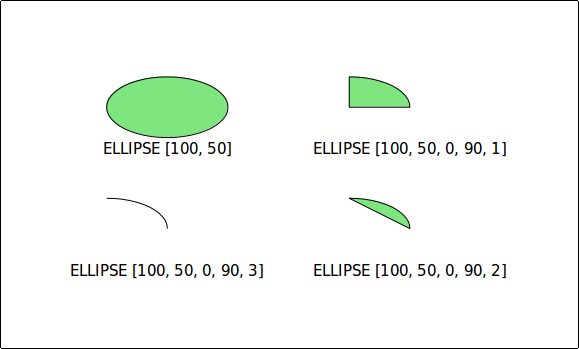 ELLIPSE [100, 50]
ELLIPSE [100, 50, 0, 90, 1]
ELLIPSE [100, 50, 0, 90, 3]
ELLIPSE [100, 50, 0, 90, 2]